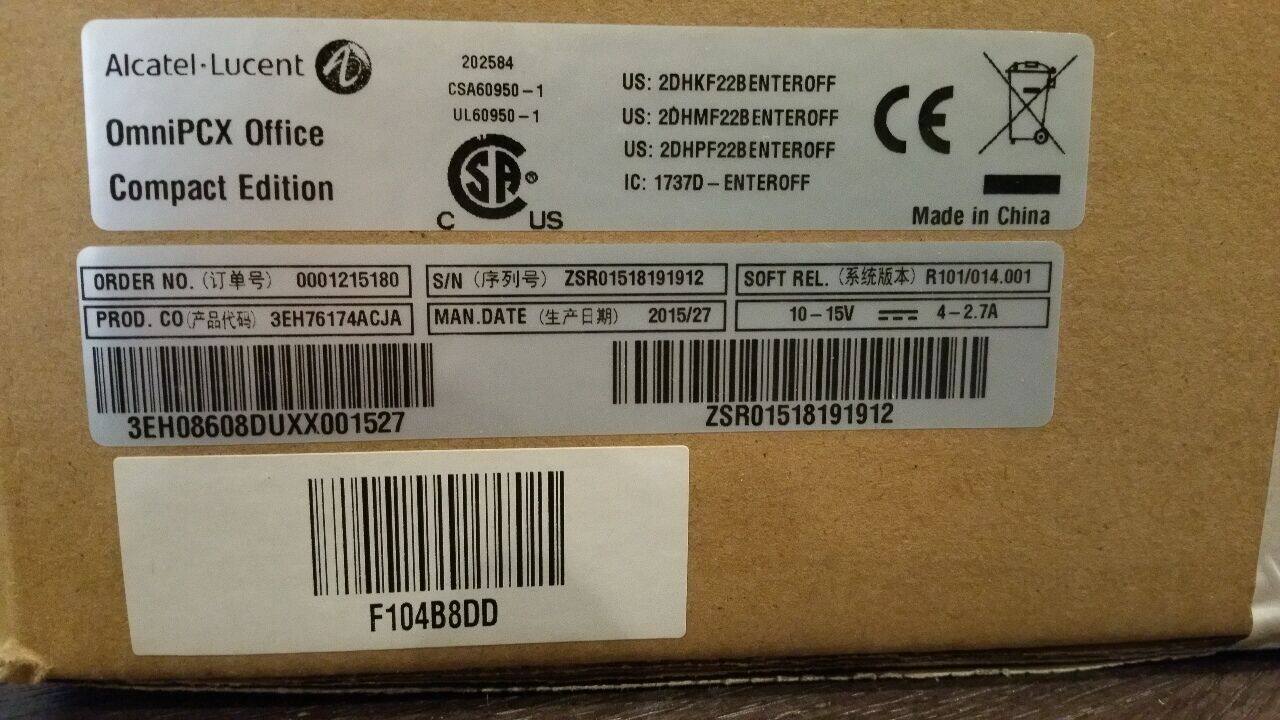 Alcatel·Lucent
OmniPCX Office
Compact Edition
202584
CSA60950-1
UL60950-1
CSA®
C US
US: 2DHKF22BENTEROFF
US: 2DHMF22BENTEROFF
US: 2DHPF22BENTEROFF
IC: 1737D-ENTEROFF
CE
Made in China
ORDER NO. (订单号) 0001215180
S/N (序列号) ZSR01518191912
SOFT REL. (系统版本) R101/014.001
PROD. CO(产品代码) 3EH76174ACJA
MAN.DATE (生产日期) 2015/27
10-15V 4-2.7A
3EH08608DUXX001527
ZSR01518191912
F104B8DD